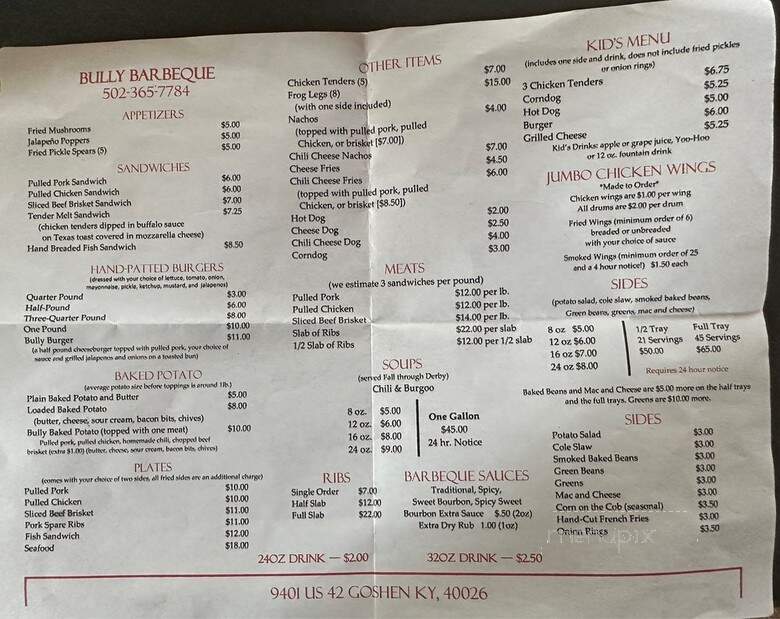 BULLY BARBEQUE
502-365-7784
APPETIZERS
Fried Mushrooms $5.00
Jalapeño Poppers $5.00
Fried Pickle Spears (5) $5.00
SANDWICHES
Pulled Pork Sandwich $6.00
Pulled Chicken Sandwich $6.00
Sliced Beef Brisket Sandwich $7.00
Tender Melt Sandwich $7.25
(chicken tenders dipped in buffalo sauce
on Texas toast covered in mozzarella cheese)
Hand Breaded Fish Sandwich $8.50
HAND-PATTED BURGERS
(dressed with your choice of lettuce, tomato, onion,
mayonnaise, pickle, ketchup, mustard, and jalapenos)
Quarter Pound $3.00
Half-Pound $6.00
Three-Quarter Pound $8.00
One Pound $10.00
Bully Burger $11.00
(a half pound cheeseburger topped with pulled pork, your choice of
sauce and grilled jalapenos and onions on a toasted bun)
BAKED POTATO
(average potato size before toppings is around 1lb.)
Plain Baked Potato and Butter $5.00
Loaded Baked Potato $8.00
(butter, cheese, sour cream, bacon bits, chives)
Bully Baked Potato (topped with one meat) $10.00
Pulled pork, pulled chicken, homemade chili, chopped beef
brisket (extra $1.00) (butter, cheese, sour cream, bacon bits, chives)
PLATES
(comes with your choice of two sides, all fried sides are an additional charge)
Pulled Pork $10.00
Pulled Chicken $10.00
Sliced Beef Brisket $11.00
Pork Spare Ribs $11.00
Fish Sandwich $12.00
Seafood $18.00
OTHER ITEMS
Chicken Tenders (5) $7.00
Frog Legs (8) $15.00
(with one side included)
Nachos $4.00
(topped with pulled pork, pulled
Chicken, or brisket [$7.00])
Chili Cheese Nachos $7.00
Cheese Fries $4.50
Chili Cheese Fries $6.00
(topped with pulled pork, pulled
Chicken, or brisket [$8.50])
Hot Dog $2.00
Cheese Dog $2.50
Chili Cheese Dog $4.00
Corndog $3.00
MEATS
(we estimate 3 sandwiches per pound)
Pulled Pork $12.00 per lb.
Pulled Chicken $12.00 per lb.
Sliced Beef Brisket $14.00 per lb.
Slab of Ribs $22.00 per slab
1/2 Slab of Ribs $12.00 per 1/2 slab
SOUPS
(served Fall through Derby)
Chili & Burgoo
8 oz. $5.00
12 oz. $6.00
16 oz. $8.00
24 oz. $9.00
One Gallon
$45.00
24 hr. Notice
RIBS
Single Order $7.00
Half Slab $12.00
Full Slab $22.00
BARBEQUE SAUCES
Traditional, Spicy,
Sweet Bourbon, Spicy Sweet
Bourbon Extra Sauce $.50 (2oz)
Extra Dry Rub 1.00 (1oz)
KID'S MENU
(includes one side and drink, does not include fried pickles
or onion rings)
3 Chicken Tenders $6.75
Corndog $5.25
Hot Dog $5.00
Burger $6.00
Grilled Cheese $5.25
Kid's Drinks: apple or grape juice, Yoo-Hoo
or 12 oz. fountain drink
JUMBO CHICKEN WINGS
*Made to Order*
Chicken wings are $1.00 per wing
All drums are $2.00 per drum
Fried Wings (minimum order of 6)
breaded or unbreaded
with your choice of sauce
Smoked Wings (minimum order of 25
and a 4 hour notice!) $1.50 each
SIDES
(potato salad, cole slaw, smoked baked beans,
Green beans, greens, mac and cheese)
8 oz $5.00
12 oz $6.00
16 oz $7.00
24 oz $8.00
1/2 Tray Full Tray
21 Servings 45 Servings
$50.00 $65.00
Requires 24 hour notice
Baked Beans and Mac and Cheese are $5.00 more on the half trays
and the full trays. Greens are $10.00 more.
SIDES
Potato Salad $3.00
Cole Slaw $3.00
Smoked Baked Beans $3.00
Green Beans $3.00
Greens $3.00
Mac and Cheese $3.00
Corn on the Cob (seasonal) $3.50
Hand-Cut French Fries $3.00
Onion Rings $3.50
menupix
24OZ DRINK — $2.00 32OZ DRINK — $2.50
9401 US 42 GOSHEN KY, 40026